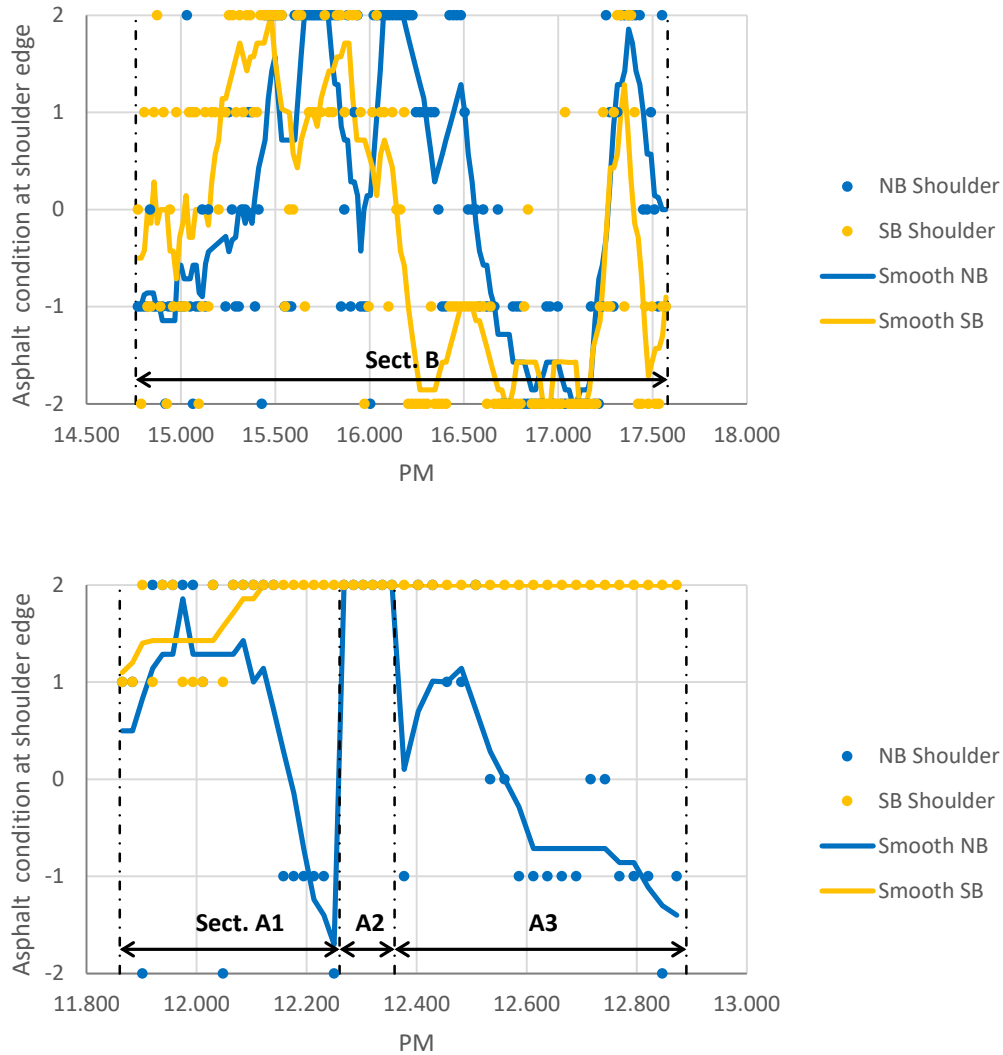 Asphalt condition at shoulder edge
2
1
0
-1
-2
Sect. B
14.500 15.000 15.500 16.000 16.500 17.000 17.500 18.000
PM
NB Shoulder
SB Shoulder
Smooth NB
Smooth SB
Asphalt condition at shoulder edge
2
1
0
-1
-2
Sect. A1 A2 A3
11.800 12.000 12.200 12.400 12.600 12.800 13.000
PM
NB Shoulder
SB Shoulder
Smooth NB
Smooth SB